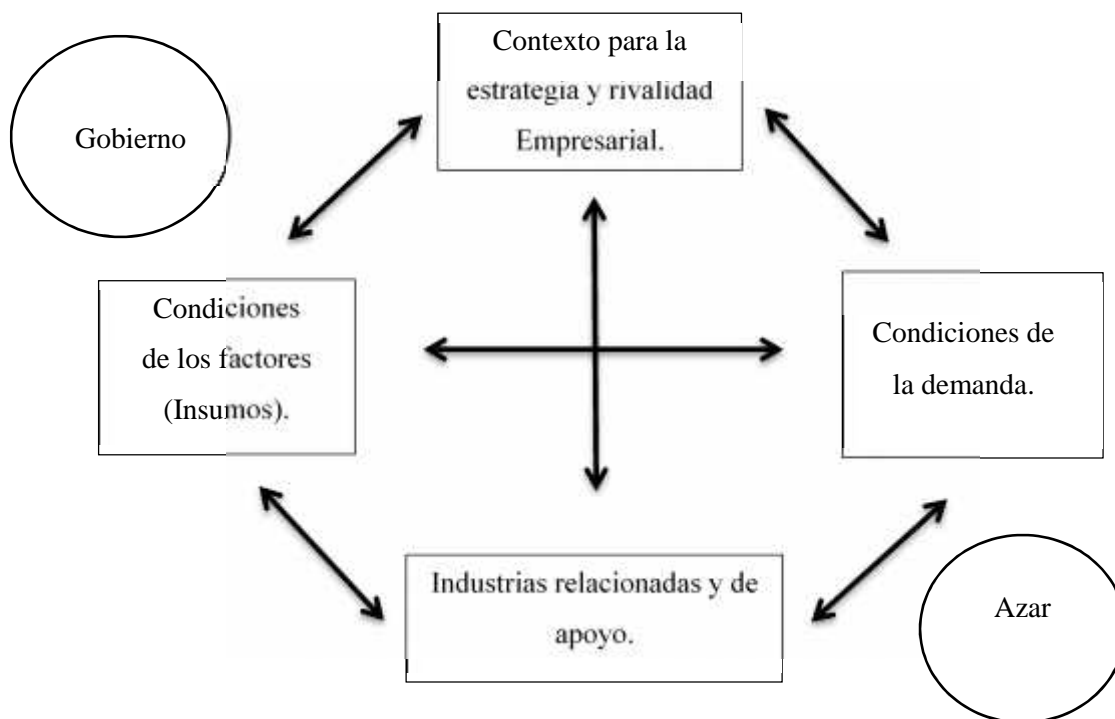 Contexto para la
estrategia y rivalidad
Empresarial.
Gobierno
Condiciones
de los factores
(Insumos).
Condiciones de
la demanda.
Industrias relacionadas y de
apoyo.
Azar